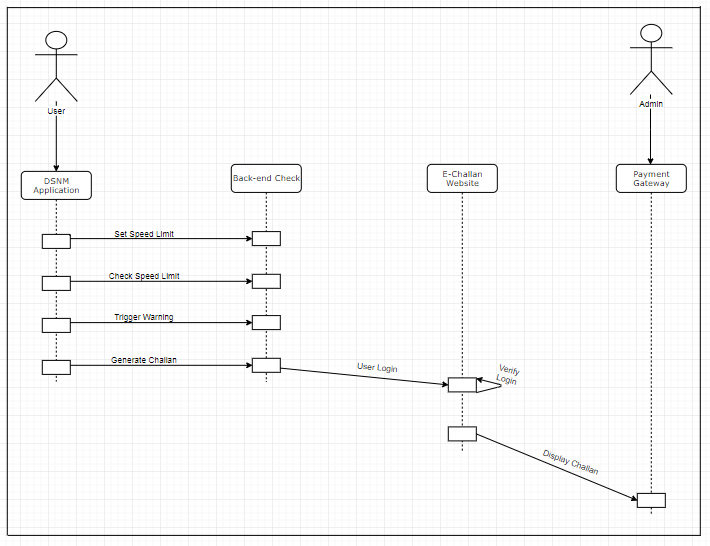 User
Admin
DSNM
Application
Back-end Check
E-Challan
Website
Payment
Gateway
Set Speed Limit
Check Speed Limit
Trigger Warning
Generate Challan
User Login
Verify
Login
Display Challan